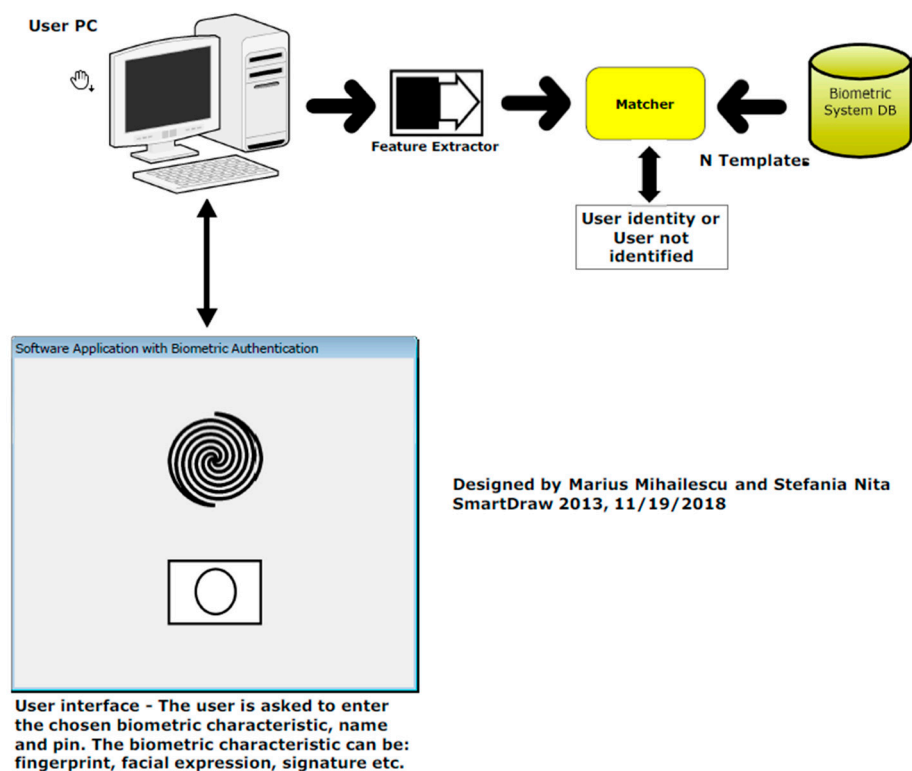 User PC
Feature Extractor
Matcher
Biometric
System DB
N Templates
User identity or
User not
identified
Software Application with Biometric Authentication
Designed by Marius Mihailescu and Stefania Nita
SmartDraw 2013, 11/19/2018
User interface - The user is asked to enter
the chosen biometric characteristic, name
and pin. The biometric characteristic can be:
fingerprint, facial expression, signature etc.